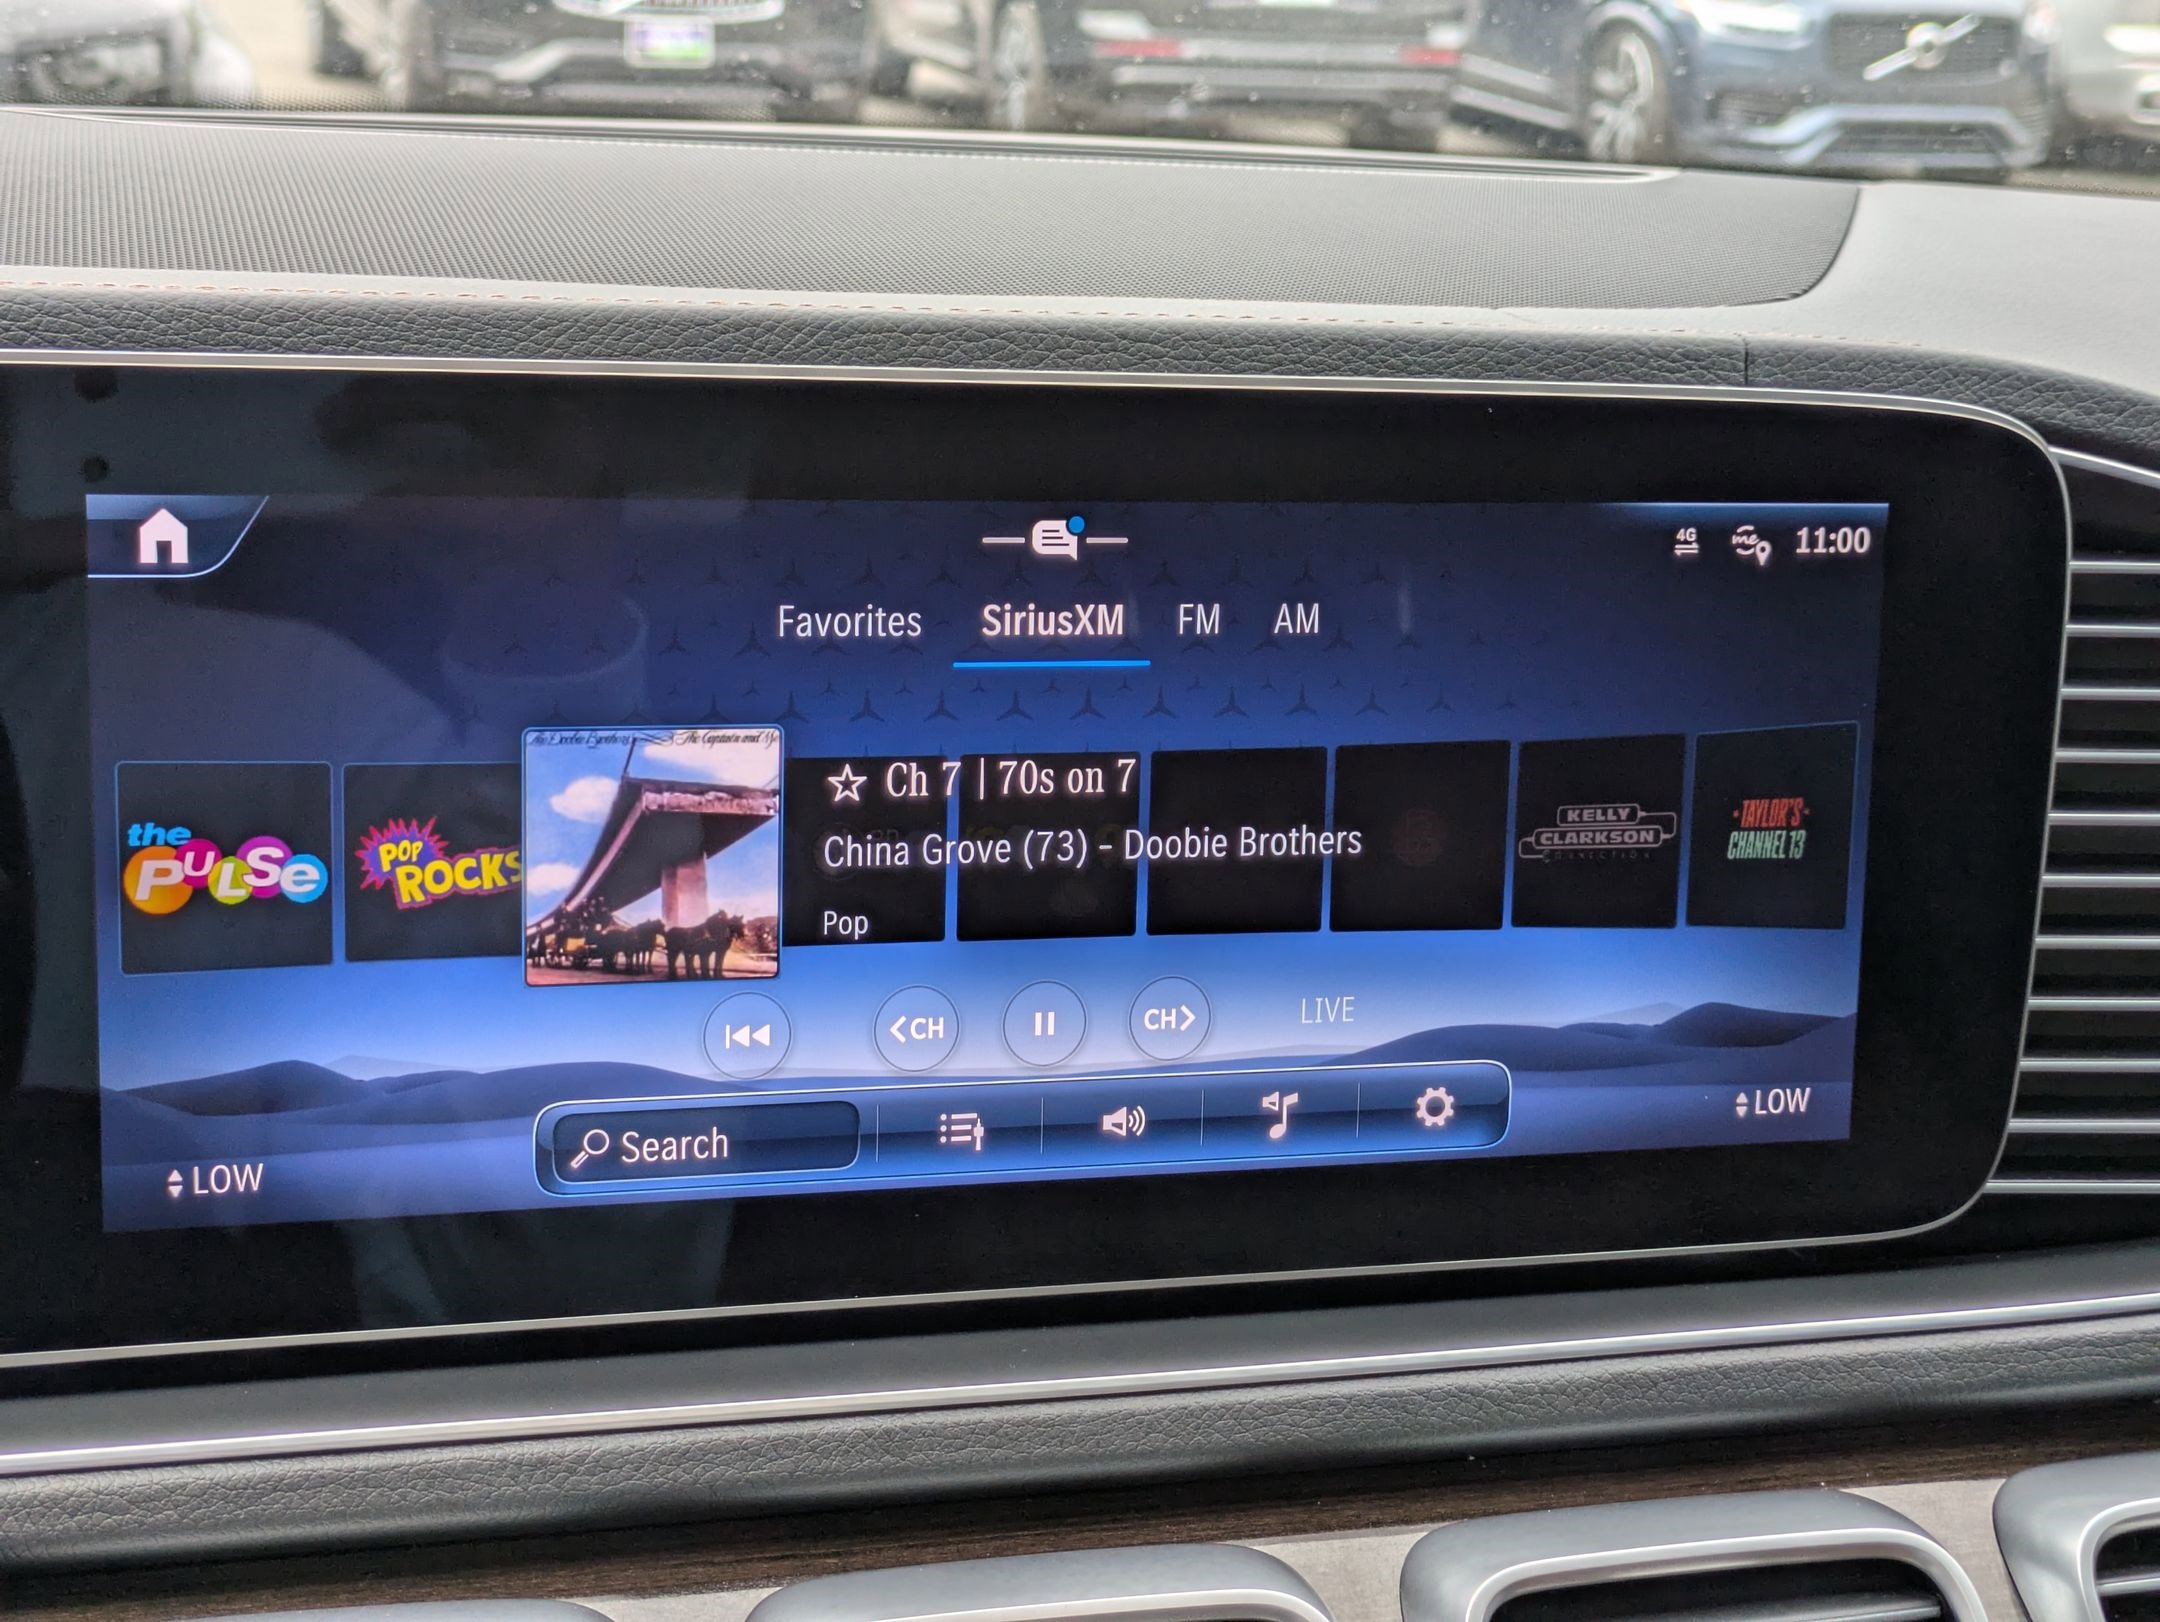 4G
me
11:00
Favorites
SiriusXM
FM
AM
The Doobie Brothers
The Captain and Me
the
PULSE
POP
ROCKS
Ch 7 | 70s on 7
China Grove (73) - Doobie Brothers
Pop
KELLY
CLARKSON
CONNECTION
TAYLOR'S
CHANNEL 13
CH
CH
LIVE
Search
LOW
LOW